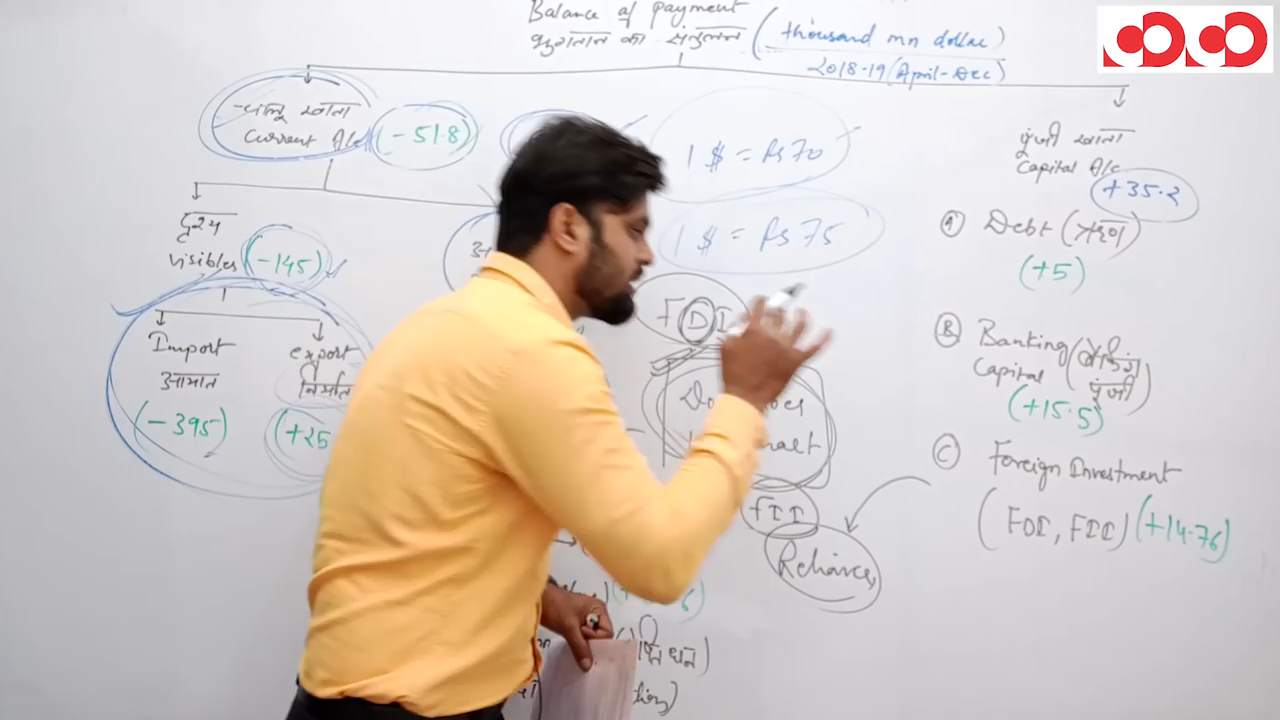 Balance of payment
भुगतान का संतुलन
(thousand mn dollar)
2018-19 (April-Dec)
चालू खाता
Current A/c
(-51.8)
1 $ = Rs 70
1 $ = Rs 75
पूंजी खाता
Capital A/c
+35.2
दृश्य
visibles
(-145)
Import
आयात
(-395)
export
निर्यात
(+25
FDI
FII
Reliance
A Debt (ऋण)
(+5)
B Banking (बैंकिंग
Capital पूंजी)
(+15.5)
C Foreign Investment
(FDI, FII) (+14.76)